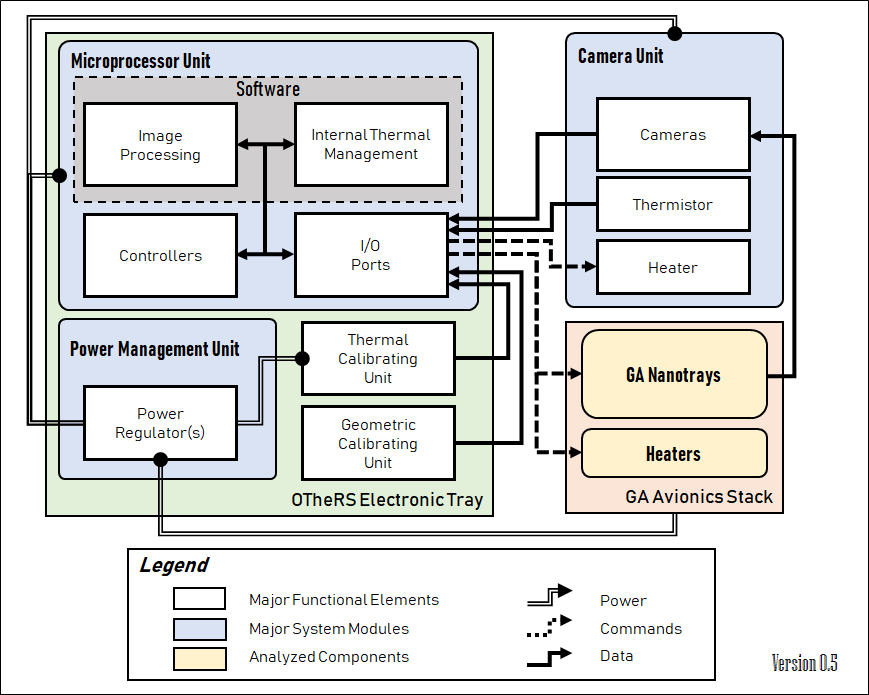 Microprocessor Unit
Software
Image
Processing
Internal Thermal
Management
Controllers
I/O
Ports
Camera Unit
Cameras
Thermistor
Heater
Power Management Unit
Power
Regulator(s)
Thermal
Calibrating
Unit
Geometric
Calibrating
Unit
OTheRS Electronic Tray
GA Nanotrays
Heaters
GA Avionics Stack
Legend
Major Functional Elements
Major System Modules
Analyzed Components
Power
Commands
Data
Version 0.5